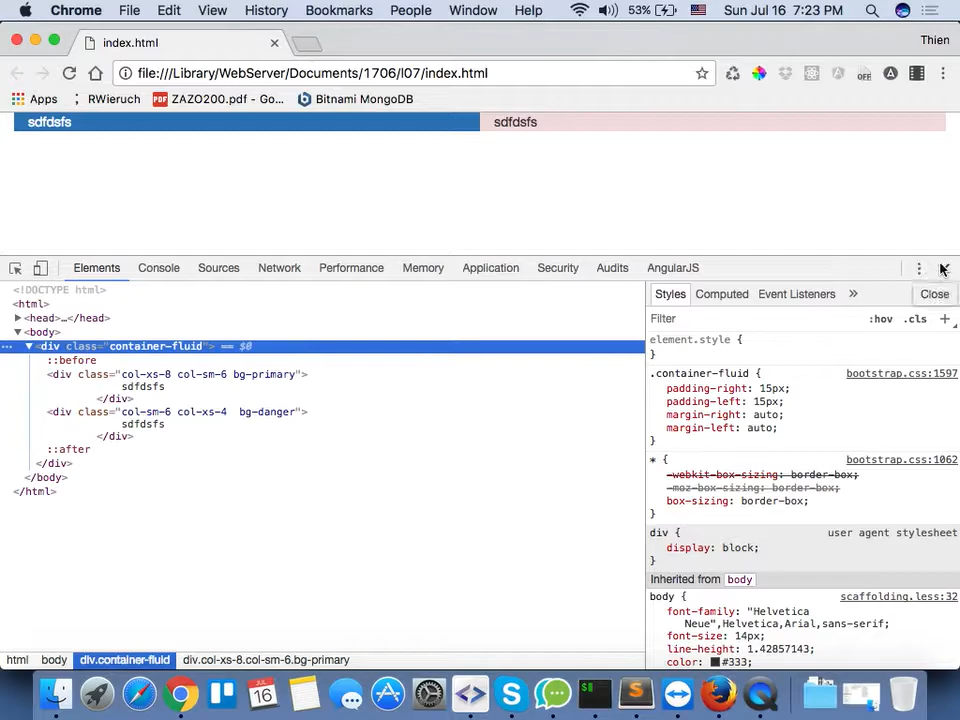 Chrome File Edit View History Bookmarks People Window Help 53% Sun Jul 16 7:23 PM
index.html Thien
file:///Library/WebServer/Documents/1706/l07/index.html OFF
Apps RWieruch PDF ZAZO200.pdf - Go... Bitnami MongoDB
sdfdsfs sdfdsfs
Elements Console Sources Network Performance Memory Application Security Audits AngularJS
<!DOCTYPE html>
<html>
<head>…</head>
<body>
<div class="container-fluid"> == $0
::before
<div class="col-xs-8 col-sm-6 bg-primary">
sdfdsfs
</div>
<div class="col-sm-6 col-xs-4  bg-danger">
sdfdsfs
</div>
::after
</div>
</body>
</html>
Styles Computed Event Listeners » Close
Filter :hov .cls +
element.style {
}
.container-fluid { bootstrap.css:1597
padding-right: 15px;
padding-left: 15px;
margin-right: auto;
margin-left: auto;
}
* { bootstrap.css:1062
-webkit-box-sizing: border-box;
-moz-box-sizing: border-box;
box-sizing: border-box;
}
div { user agent stylesheet
display: block;
}
Inherited from body
body { scaffolding.less:32
font-family: "Helvetica
Neue",Helvetica,Arial,sans-serif;
font-size: 14px;
line-height: 1.42857143;
color: #333;
html body div.container-fluid div.col-xs-8.col-sm-6.bg-primary
16